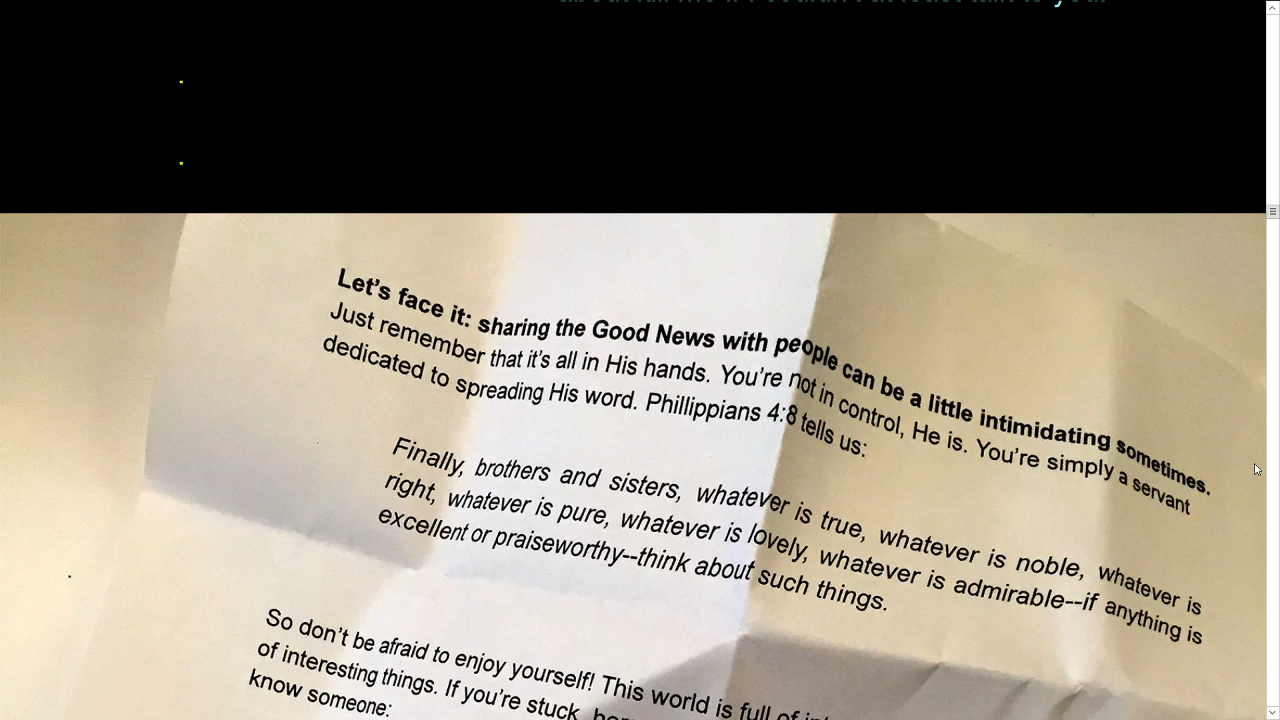 Let's face it: sharing the Good News with people can be a little intimidating sometimes.
Just remember that it's all in His hands. You're not in control, He is. You're simply a servant
dedicated to spreading His word. Phillippians 4:8 tells us:
Finally, brothers and sisters, whatever is true, whatever is noble, whatever is
right, whatever is pure, whatever is lovely, whatever is admirable--if anything is
excellent or praiseworthy--think about such things.
So don't be afraid to enjoy yourself! This world is full of
of interesting things. If you're stuck,
know someone: